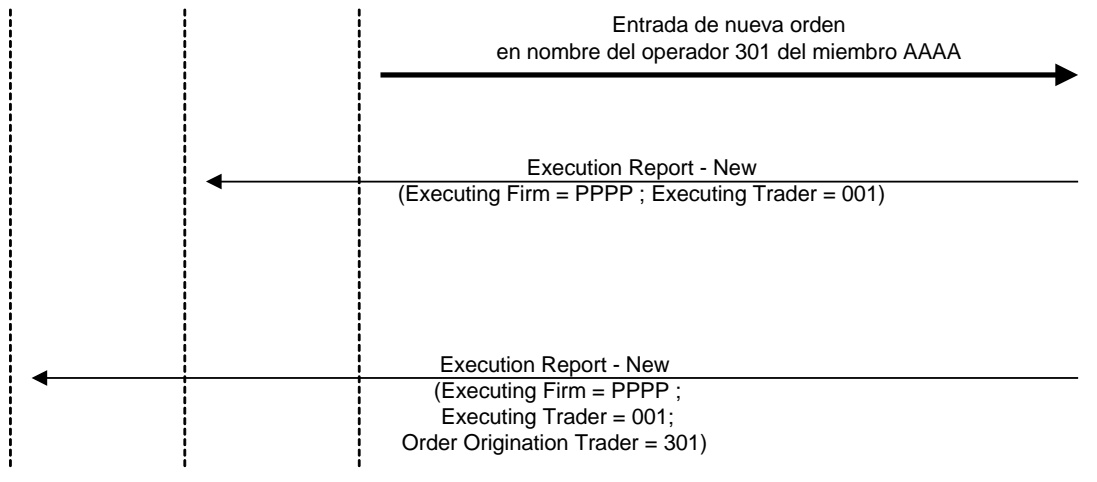 Entrada de nueva orden
en nombre del operador 301 del miembro AAAA
Execution Report - New
(Executing Firm = PPPP ; Executing Trader = 001)
Execution Report - New
(Executing Firm = PPPP ;
Executing Trader = 001;
Order Origination Trader = 301)